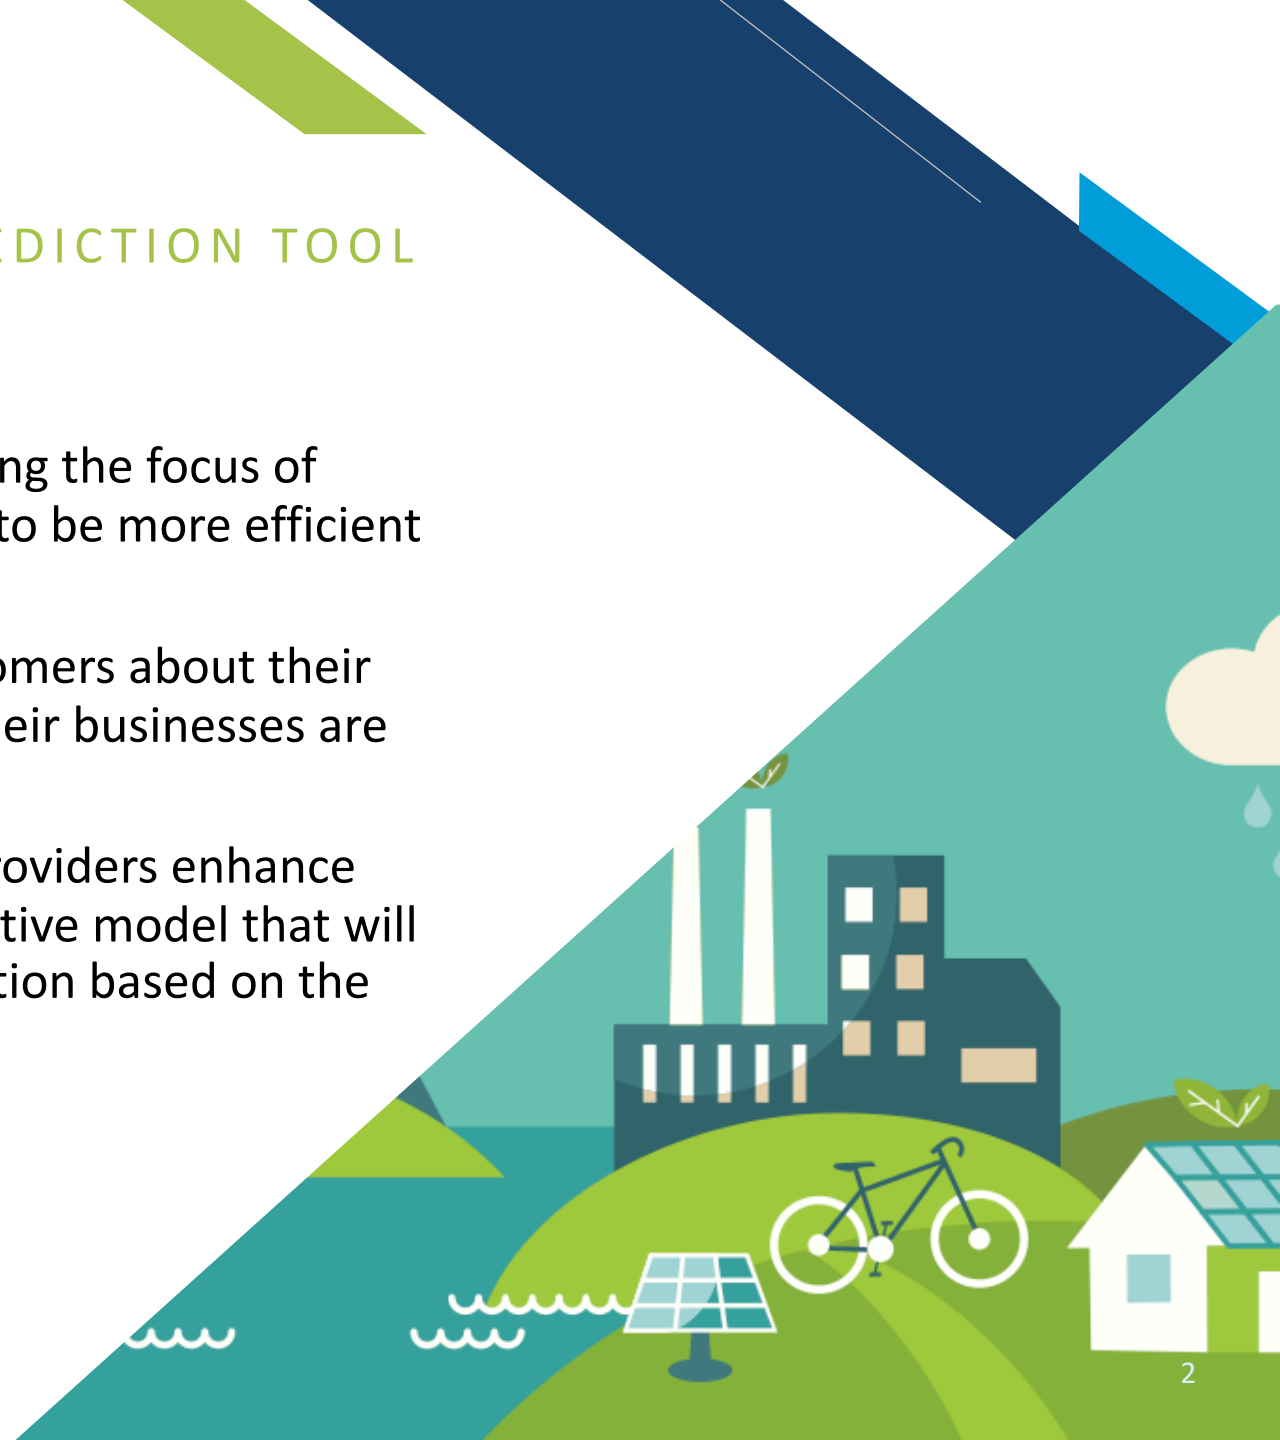 EDICTION TOOL
ng the focus of
to be more efficient
omers about their
eir businesses are
roviders enhance
tive model that will
tion based on the
2